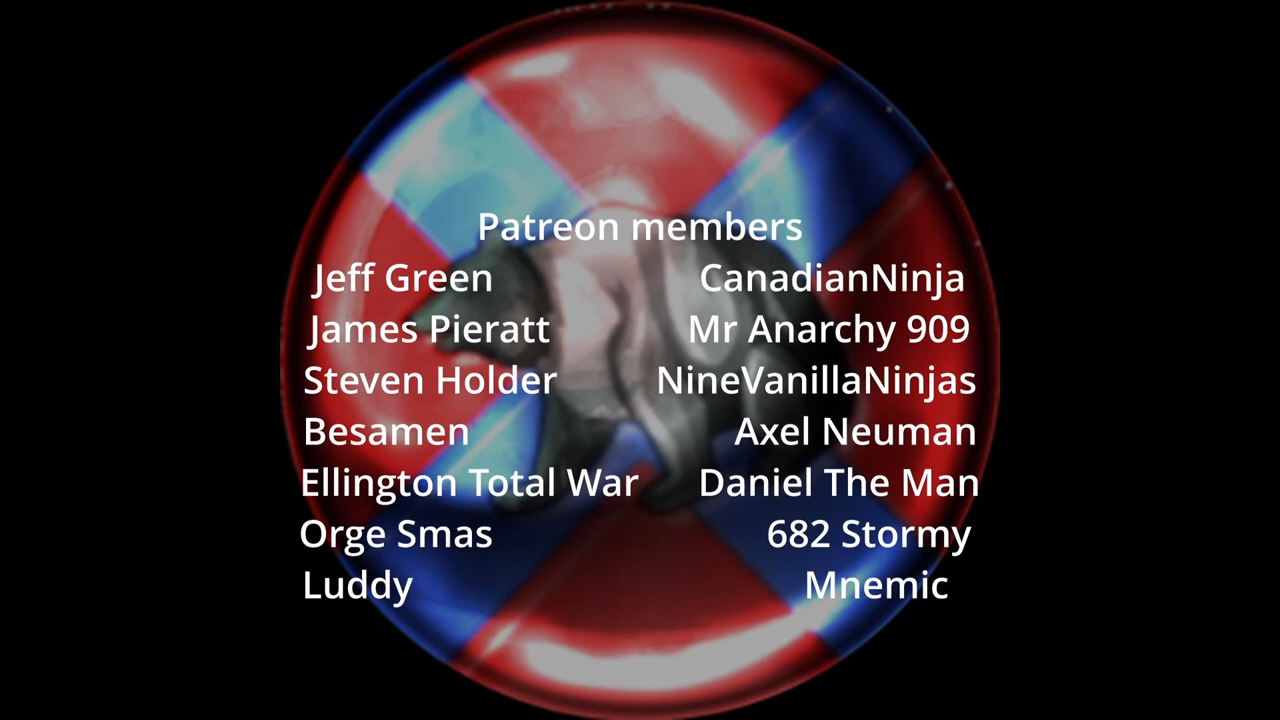 Patreon members
Jeff Green CanadianNinja
James Pieratt Mr Anarchy 909
Steven Holder NineVanillaNinjas
Besamen Axel Neuman
Ellington Total War Daniel The Man
Orge Smas 682 Stormy
Luddy Mnemic